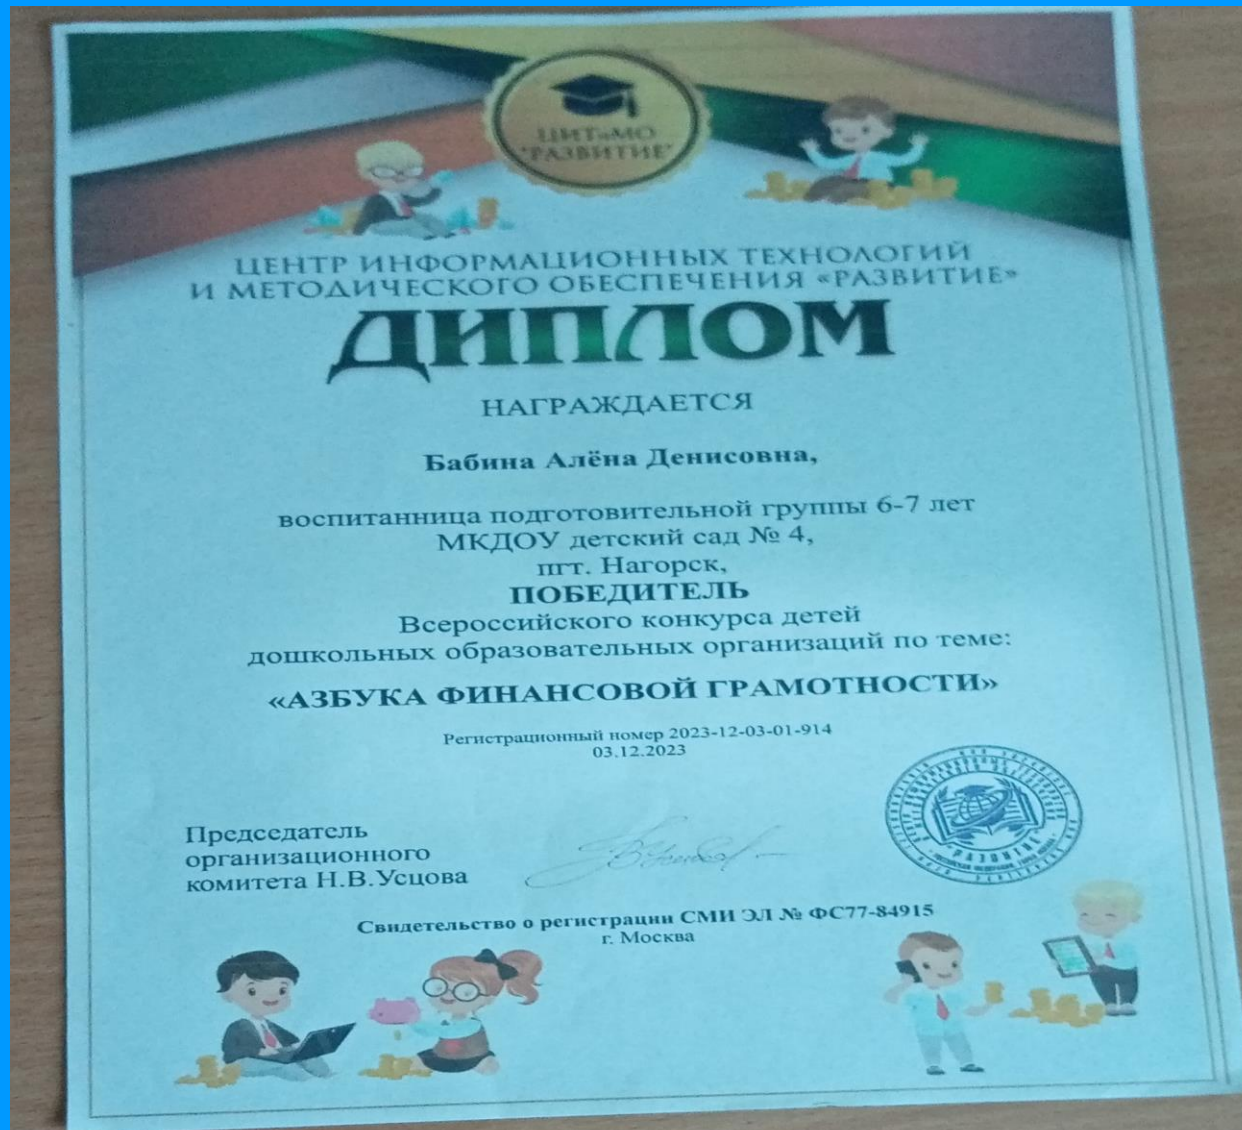 ЦИТиМО
"РАЗВИТИЕ"
ЦЕНТР ИНФОРМАЦИОННЫХ ТЕХНОЛОГИЙ
И МЕТОДИЧЕСКОГО ОБЕСПЕЧЕНИЯ «РАЗВИТИЕ»
ДИПЛОМ
НАГРАЖДАЕТСЯ
Бабина Алёна Денисовна,
воспитанница подготовительной группы 6-7 лет
МКДОУ детский сад № 4,
пгт. Нагорск,
ПОБЕДИТЕЛЬ
Всероссийского конкурса детей
дошкольных образовательных организаций по теме:
«АЗБУКА ФИНАНСОВОЙ ГРАМОТНОСТИ»
Регистрационный номер 2023-12-03-01-914
03.12.2023
Председатель
организационного
комитета Н.В.Усцова
"РАЗВИТИЕ"
Свидетельство о регистрации СМИ ЭЛ № ФС77-84915
г. Москва